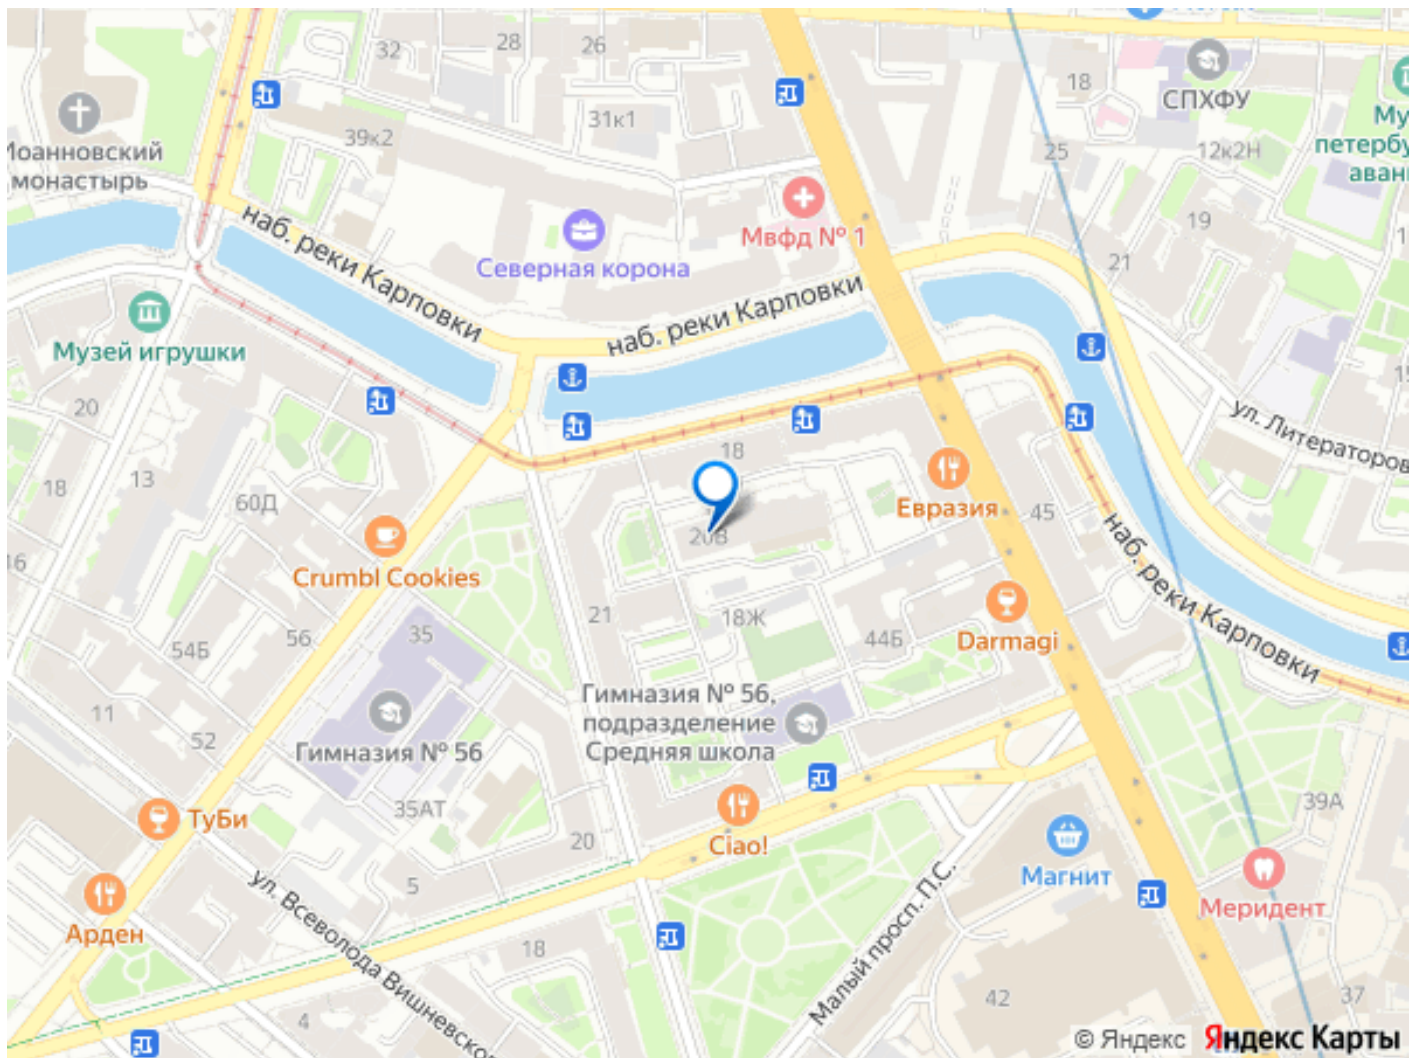 28
26
32
18
СПХФУ
31к1
39к2
Му
петербу
аван
25
12к2Н
Иоанновский
монастырь
наб. реки Карповки
Мвфд № 1
19
1
21
Северная корона
наб. реки Карповки
Музей игрушки
20
15
ул. Литераторов
18
13
18
60Д
Евразия
45
20В
наб. реки Карповки
16
Crumbl Cookies
21
18Ж
35
56
54Б
44Б
Darmagi
Гимназия № 56,
подразделение
Средняя школа
11
52
Гимназия № 56
39А
35АТ
ТуБи
20
Ciao!
Магнит
5
ул. Всеволода Вишневско
Малый просп. П.С.
Меридент
Арден
18
42
37
4
© Яндекс Яндекс Карты